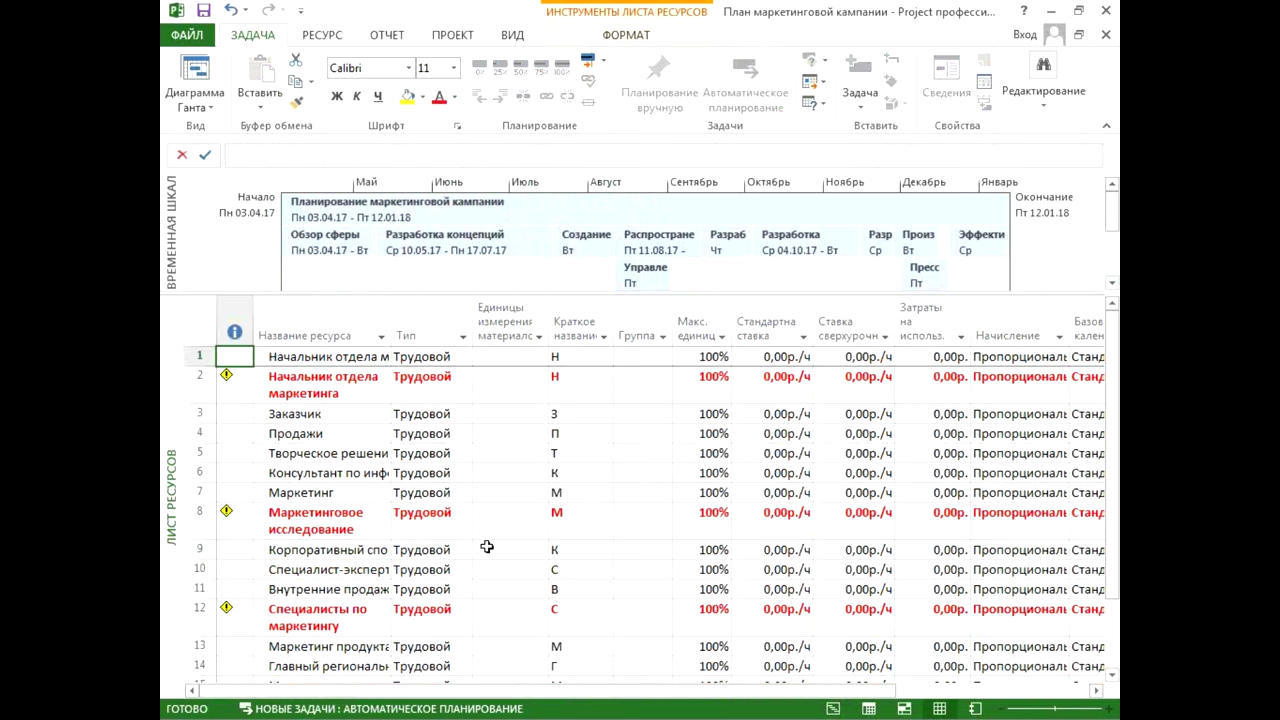 ИНСТРУМЕНТЫ ЛИСТА РЕСУРСОВ План маркетинговой кампании - Project професси...
ФАЙЛ ЗАДАЧА РЕСУРС ОТЧЕТ ПРОЕКТ ВИД ФОРМАТ Вход
Диаграмма Ганта Вставить Calibri 11 Ж К Ч Планирование вручную Автоматическое планирование Задача Сведения Редактирование
Вид Буфер обмена Шрифт Планирование Задачи Вставить Свойства
ВРЕМЕННАЯ ШКАЛ
Май Июнь Июль Август Сентябрь Октябрь Ноябрь Декабрь Январь
Начало
Пн 03.04.17
Окончание
Пт 12.01.18
Планирование маркетинговой кампании
Пн 03.04.17 - Пт 12.01.18
Обзор сферы Разработка концепций Создание Распростране Разраб Разработка Разр Произ Эффекти
Пн 03.04.17 - Вт Ср 10.05.17 - Пн 17.07.17 Вт Пт 11.08.17 - Чт Ср 04.10.17 - Вт Ср Вт Ср
Управле Пресс
Пт Пт
ЛИСТ РЕСУРСОВ
Название ресурса Тип Единицы измерения материалс Краткое названи Группа Макс. единиц Стандартна ставка Ставка сверхурочн Затраты на использ. Начисление Базов кален
1 Начальник отдела м Трудовой Н 100% 0,00р./ч 0,00р./ч 0,00р. Пропорциональ Станд
2 Начальник отдела маркетинга Трудовой Н 100% 0,00р./ч 0,00р./ч 0,00р. Пропорциональ Станд
3 Заказчик Трудовой З 100% 0,00р./ч 0,00р./ч 0,00р. Пропорциональ Станд
4 Продажи Трудовой П 100% 0,00р./ч 0,00р./ч 0,00р. Пропорциональ Станд
5 Творческое решени Трудовой Т 100% 0,00р./ч 0,00р./ч 0,00р. Пропорциональ Станд
6 Консультант по инф Трудовой К 100% 0,00р./ч 0,00р./ч 0,00р. Пропорциональ Станд
7 Маркетинг Трудовой М 100% 0,00р./ч 0,00р./ч 0,00р. Пропорциональ Станд
8 Маркетинговое исследование Трудовой М 100% 0,00р./ч 0,00р./ч 0,00р. Пропорциональ Станд
9 Корпоративный спо Трудовой К 100% 0,00р./ч 0,00р./ч 0,00р. Пропорциональ Станд
10 Специалист-эксперт Трудовой С 100% 0,00р./ч 0,00р./ч 0,00р. Пропорциональ Станд
11 Внутренние продаж Трудовой В 100% 0,00р./ч 0,00р./ч 0,00р. Пропорциональ Станд
12 Специалисты по маркетингу Трудовой С 100% 0,00р./ч 0,00р./ч 0,00р. Пропорциональ Станд
13 Маркетинг продукта Трудовой М 100% 0,00р./ч 0,00р./ч 0,00р. Пропорциональ Станд
14 Главный региональн Трудовой Г 100% 0,00р./ч 0,00р./ч 0,00р. Пропорциональ Станд
ГОТОВО НОВЫЕ ЗАДАЧИ : АВТОМАТИЧЕСКОЕ ПЛАНИРОВАНИЕ